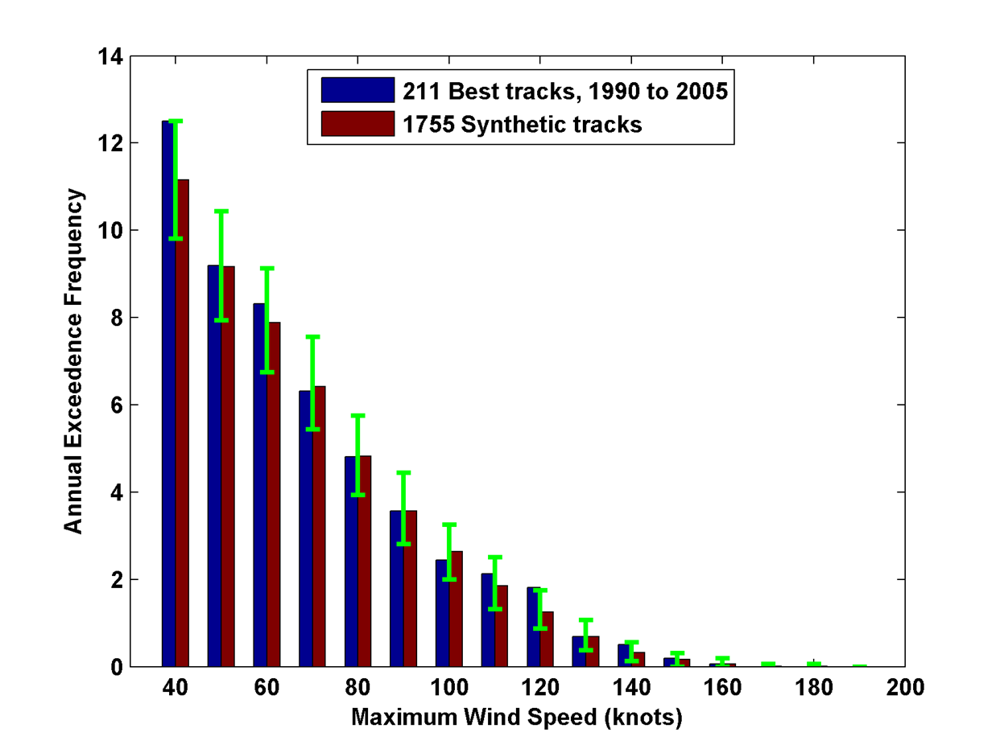 14
12
10
8
6
4
2
0
Annual Exceedence Frequency
211 Best tracks, 1990 to 2005
1755 Synthetic tracks
40 60 80 100 120 140 160 180 200
Maximum Wind Speed (knots)